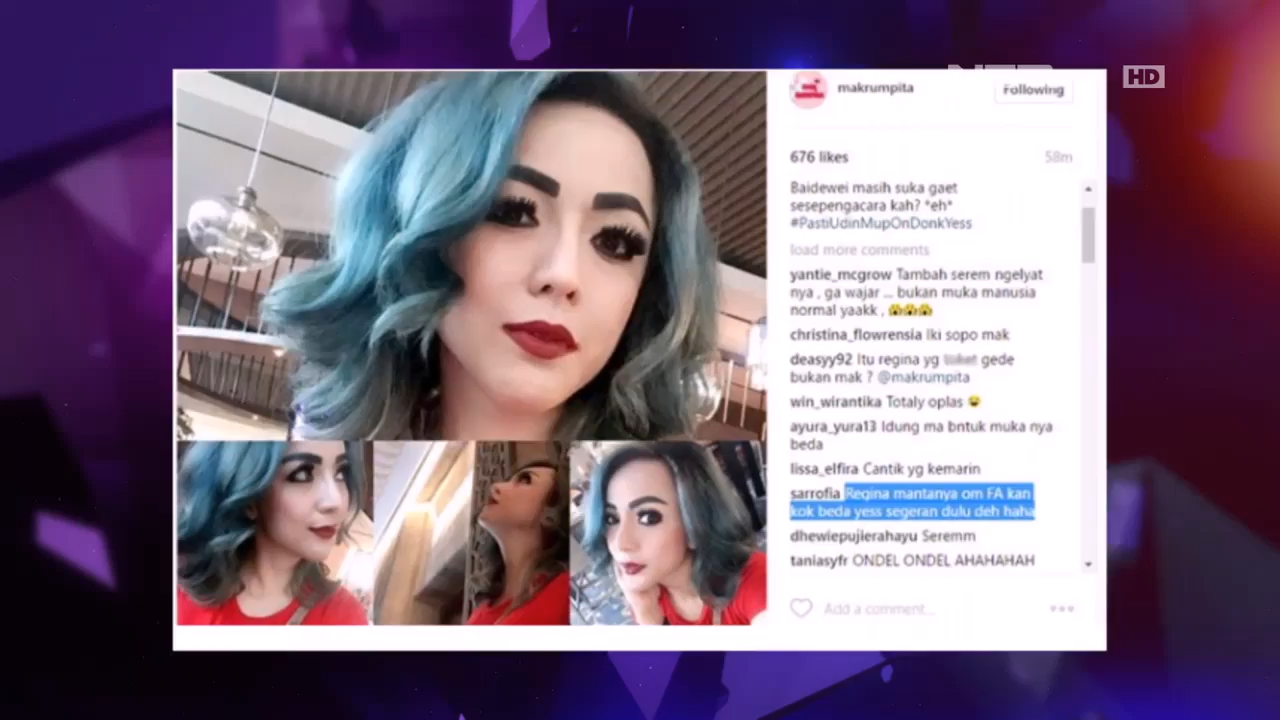 HD
makrumpita
Following
676 likes
58m
Baidewei masih suka gaet
sesepengacara kah? *eh*
#PastiUdinMupOnDonkYess
load more comments
yantie_mcgrow Tambah serem ngelyat
nya , ga wajar ... bukan muka manusia
normal yaakk , 😱😱😱
christina_flowrensia Iki sopo mak
deasyy92 Itu regina yg gede
bukan mak ? @makrumpita
win_wirantika Totaly oplas 😂
ayura_yura13 Idung ma bntuk muka nya
beda
lissa_elfira Cantik yg kemarin
sarrofia Regina mantanya om FA kan
kok beda yess segeran dulu deh haha
dhewiepujierahayu Seremm
taniasyfr ONDEL ONDEL AHAHAHAH
Add a comment...